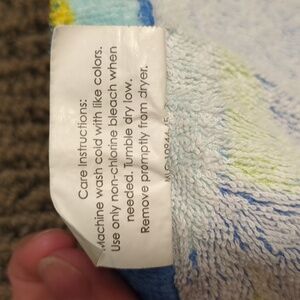 Care Instructions:
Machine wash cold with like colors.
Use only non-chlorine bleach when
needed. Tumble dry low.
Remove promptly from dryer.